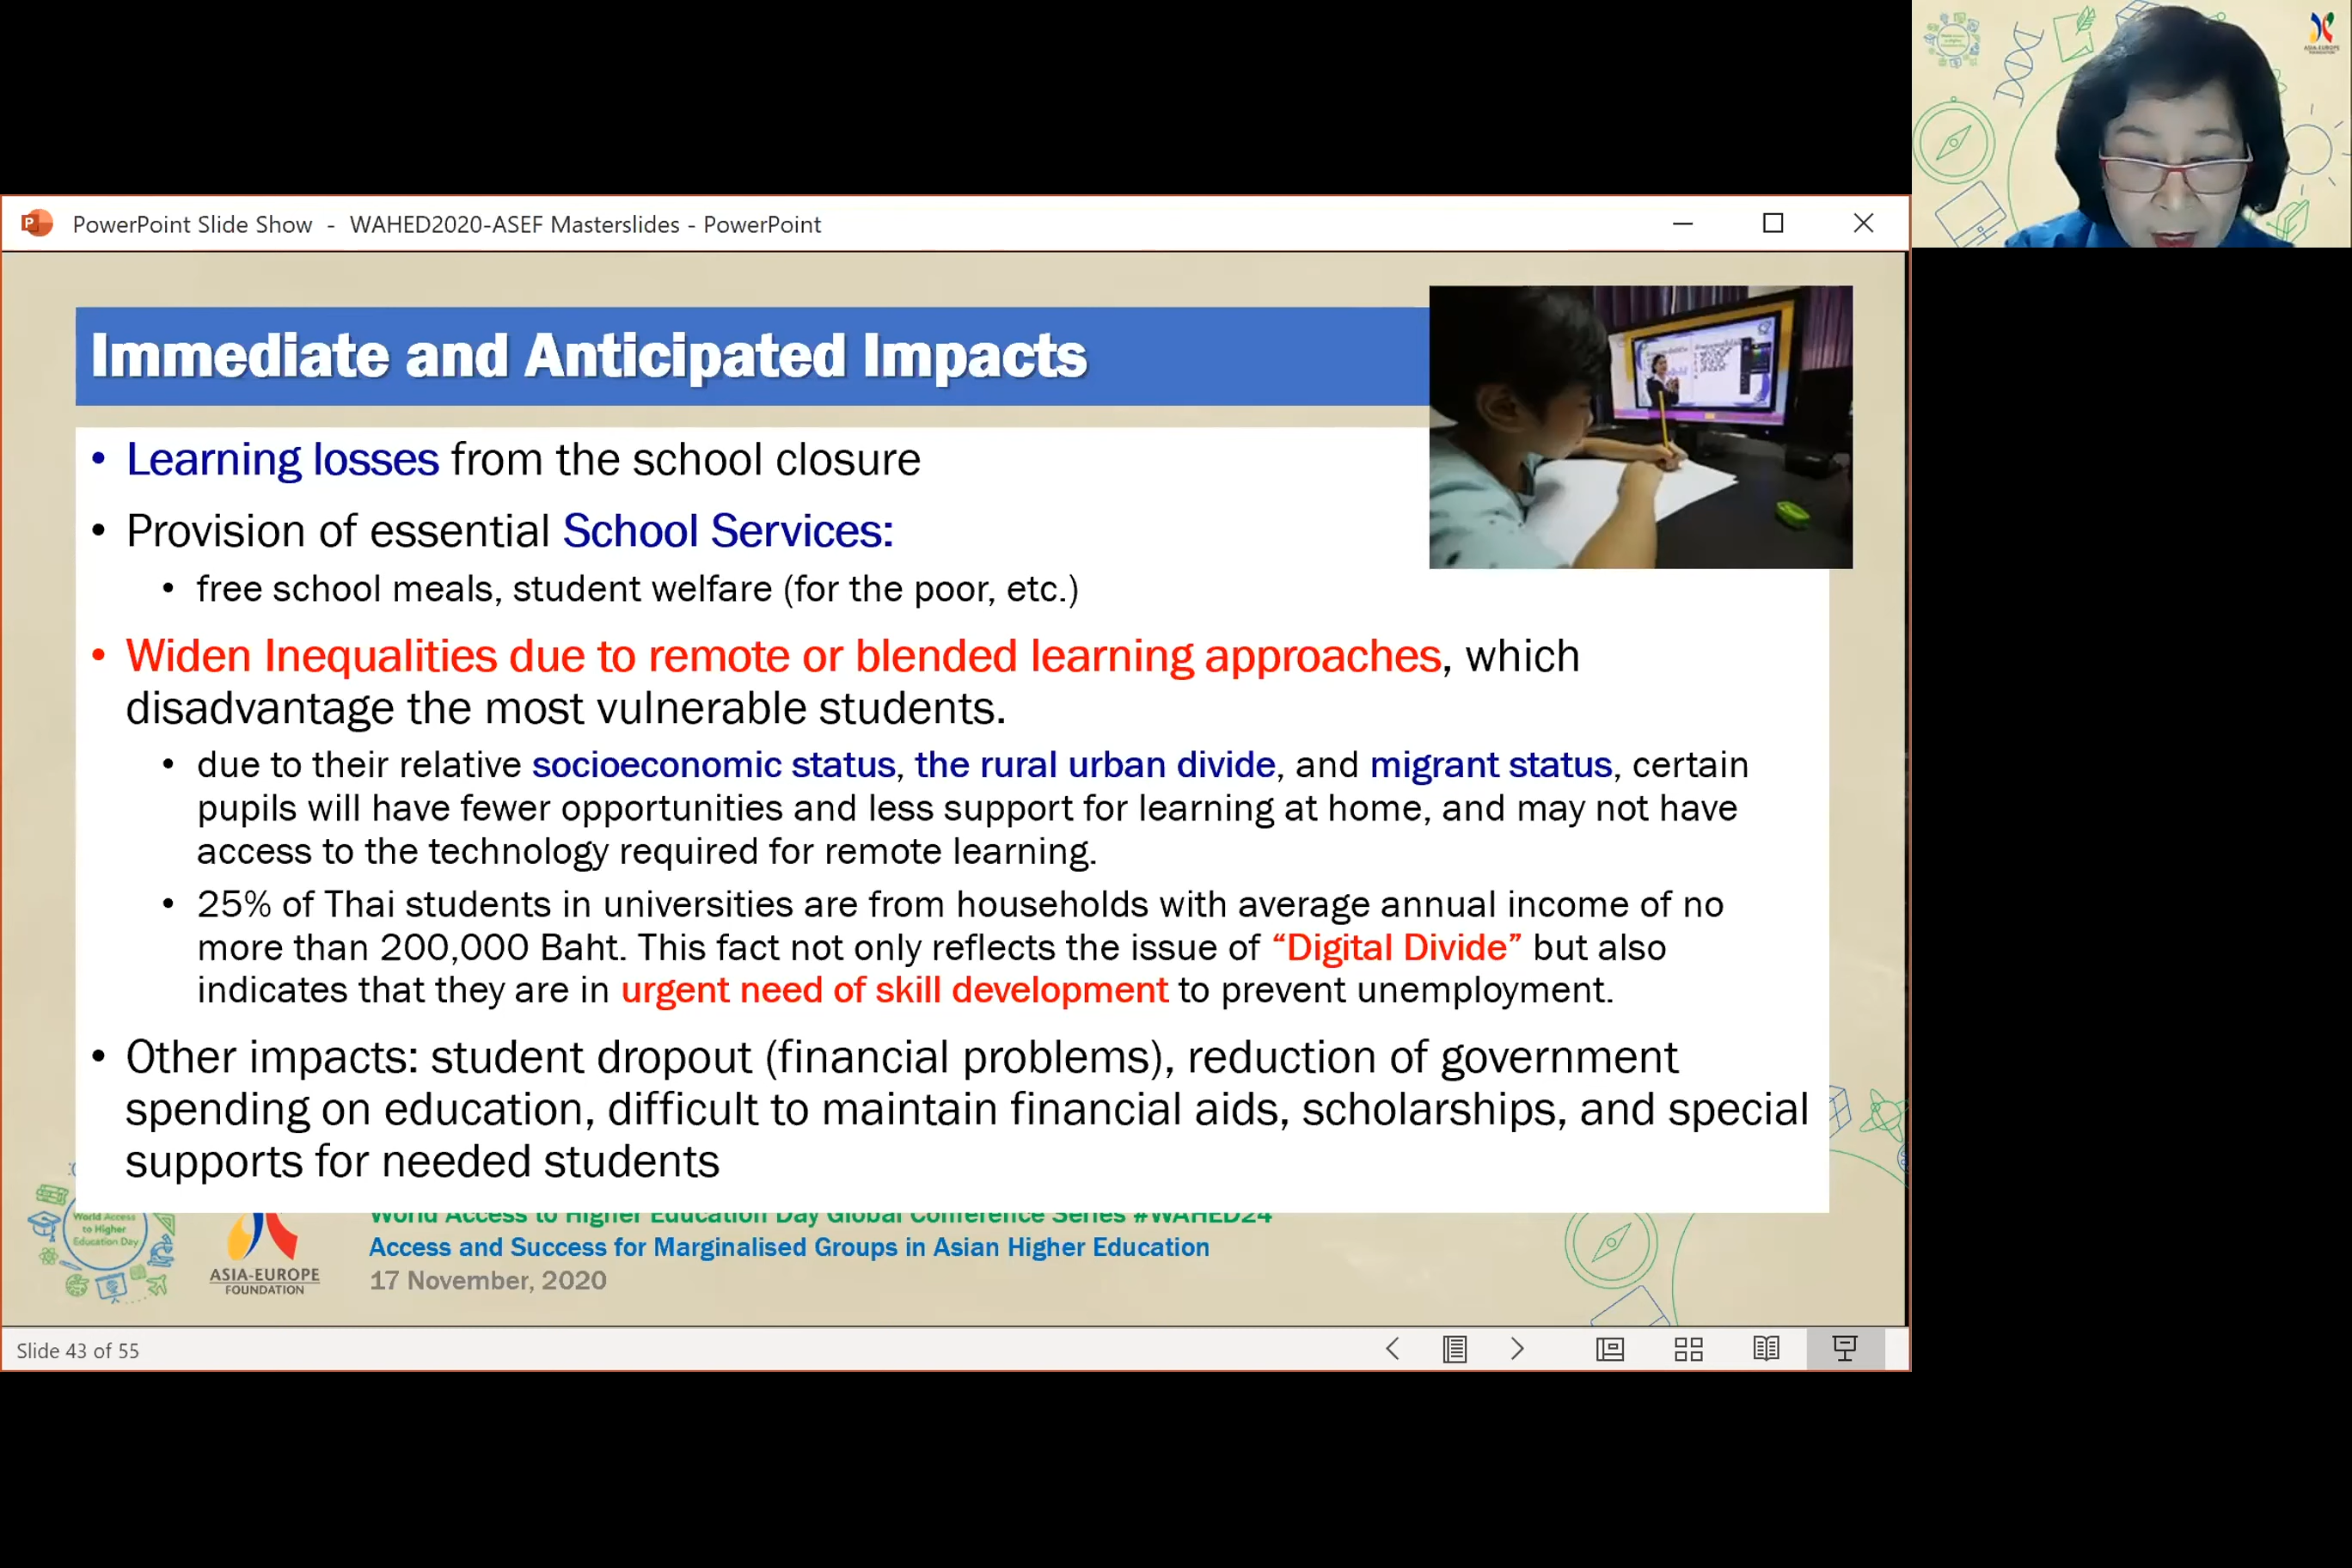 PowerPoint Slide Show - WAHED2020-ASEF Masterslides - PowerPoint
ASIA-EUROPE
FOUNDATION
Immediate and Anticipated Impacts
• Learning losses from the school closure
• Provision of essential School Services:
• free school meals, student welfare (for the poor, etc.)
• Widen Inequalities due to remote or blended learning approaches, which
disadvantage the most vulnerable students.
• due to their relative socioeconomic status, the rural urban divide, and migrant status, certain
pupils will have fewer opportunities and less support for learning at home, and may not have
access to the technology required for remote learning.
• 25% of Thai students in universities are from households with average annual income of no
more than 200,000 Baht. This fact not only reflects the issue of “Digital Divide” but also
indicates that they are in urgent need of skill development to prevent unemployment.
• Other impacts: student dropout (financial problems), reduction of government
spending on education, difficult to maintain financial aids, scholarships, and special
supports for needed students
World Access
to Higher
Education Day
ASIA-EUROPE
FOUNDATION
World Access to Higher Education Day Global Conference Series #WAHED24
Access and Success for Marginalised Groups in Asian Higher Education
17 November, 2020
Slide 43 of 55